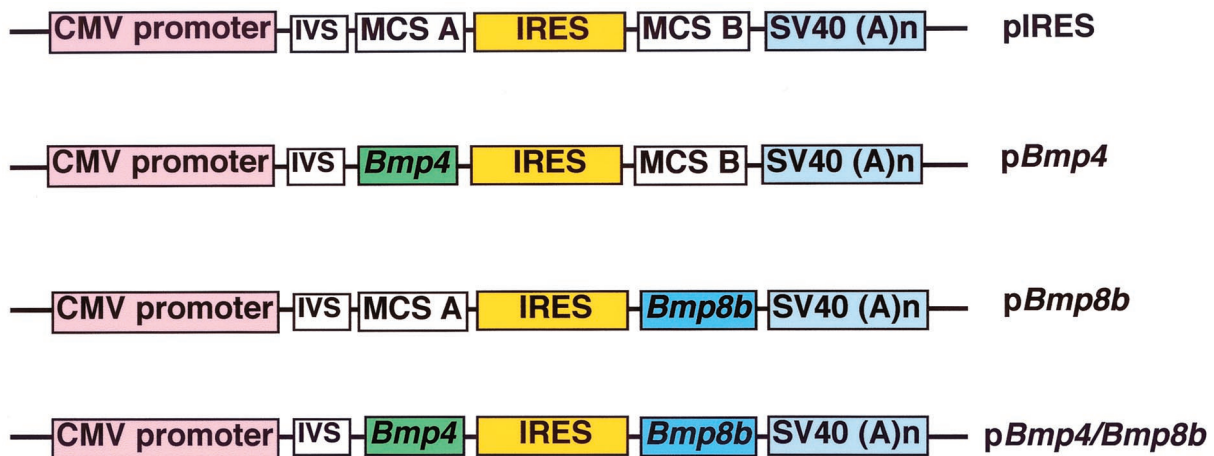 CMV promoter IVS MCS A IRES MCS B SV40 (A)n pIRES
CMV promoter IVS Bmp4 IRES MCS B SV40 (A)n pBmp4
CMV promoter IVS MCS A IRES Bmp8b SV40 (A)n pBmp8b
CMV promoter IVS Bmp4 IRES Bmp8b SV40 (A)n pBmp4/Bmp8b